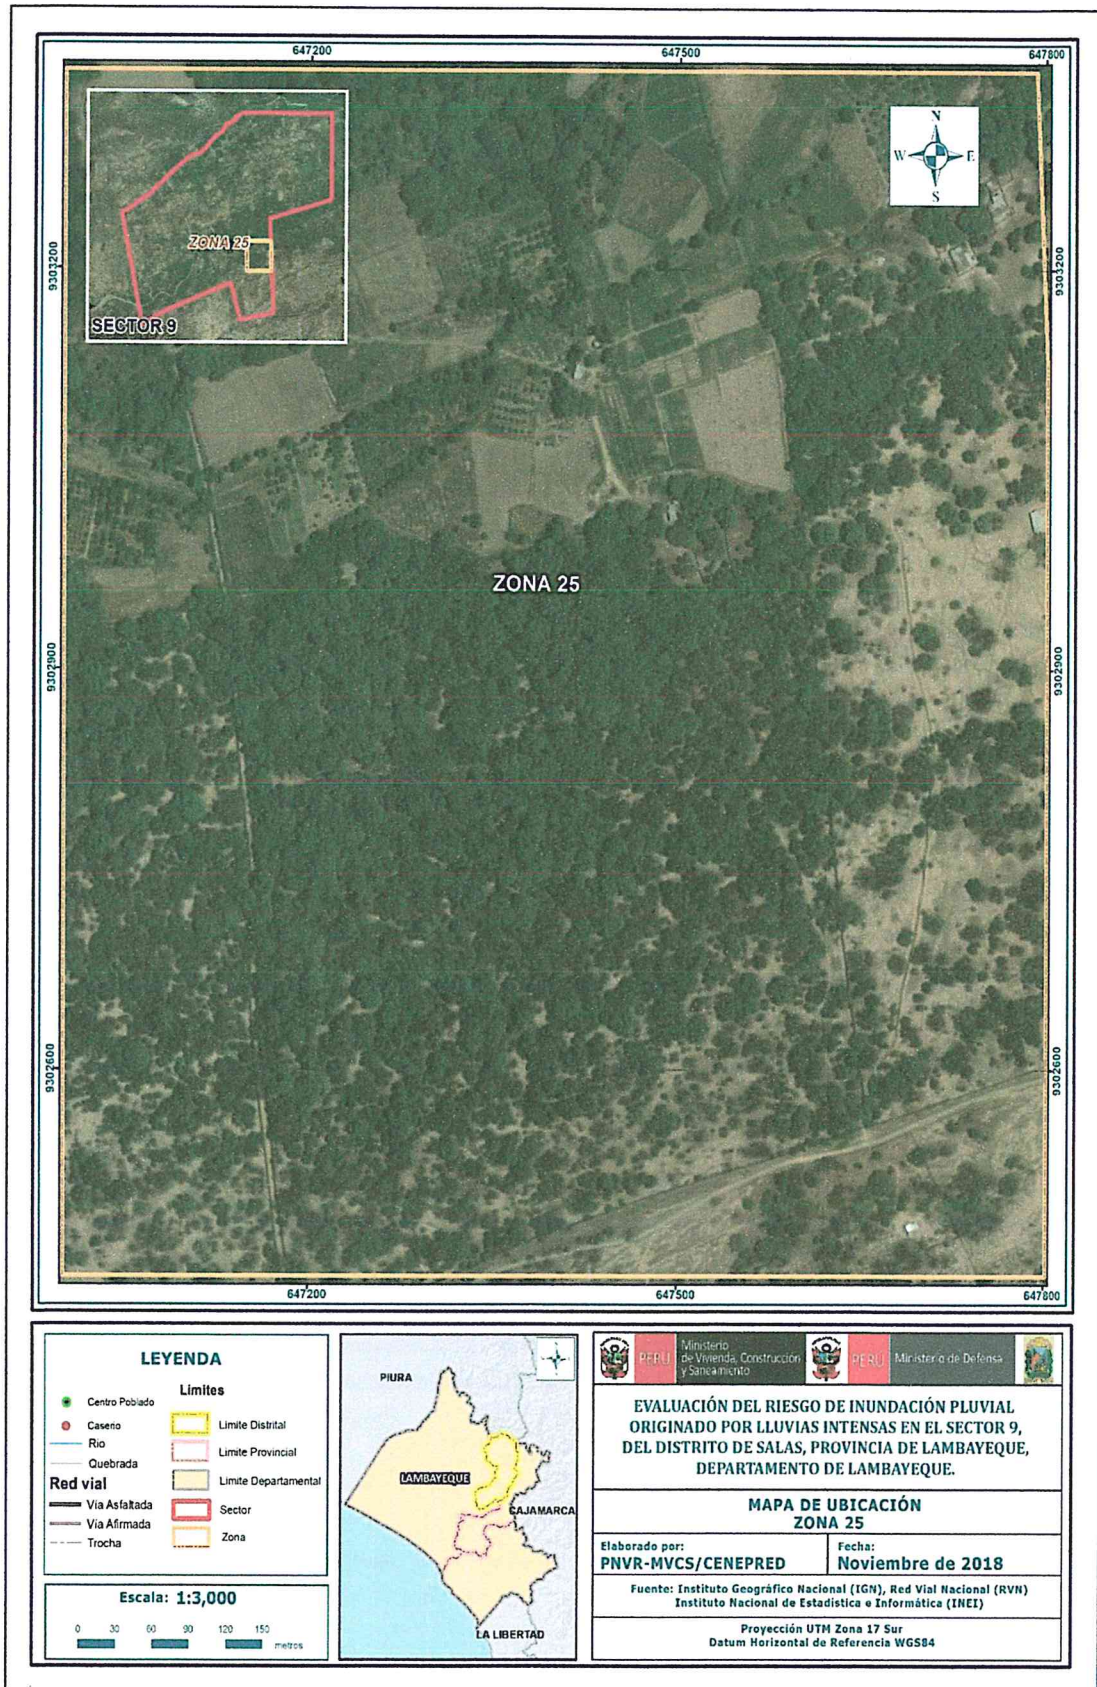 647200
647500
647800
N
W
E
S
ZONA 25
SECTOR 9
9303200
9303200
ZONA 25
9302900
9302900
9302600
9302600
647200
647500
647800
LEYENDA
Centro Poblado
Caserio
Rio
Quebrada
Red vial
Vía Asfaltada
Vía Afirmada
Trocha
Limites
Limite Distrital
Limite Provincial
Limite Departamental
Sector
Zona
Escala: 1:3,000
0 30 60 90 120 150
metros
PIURA
LAMBAYEQUE
CAJAMARCA
LA LIBERTAD
PERÚ
Ministerio
de Vivienda, Construcción
y Saneamiento
PERÚ
Ministerio de Defensa
EVALUACIÓN DEL RIESGO DE INUNDACIÓN PLUVIAL
ORIGINADO POR LLUVIAS INTENSAS EN EL SECTOR 9,
DEL DISTRITO DE SALAS, PROVINCIA DE LAMBAYEQUE,
DEPARTAMENTO DE LAMBAYEQUE.
MAPA DE UBICACIÓN
ZONA 25
Elaborado por:
PNVR-MVCS/CENEPRED
Fecha:
Noviembre de 2018
Fuente: Instituto Geográfico Nacional (IGN), Red Vial Nacional (RVN)
Instituto Nacional de Estadística e Informática (INEI)
Proyección UTM Zona 17 Sur
Datum Horizontal de Referencia WGS84